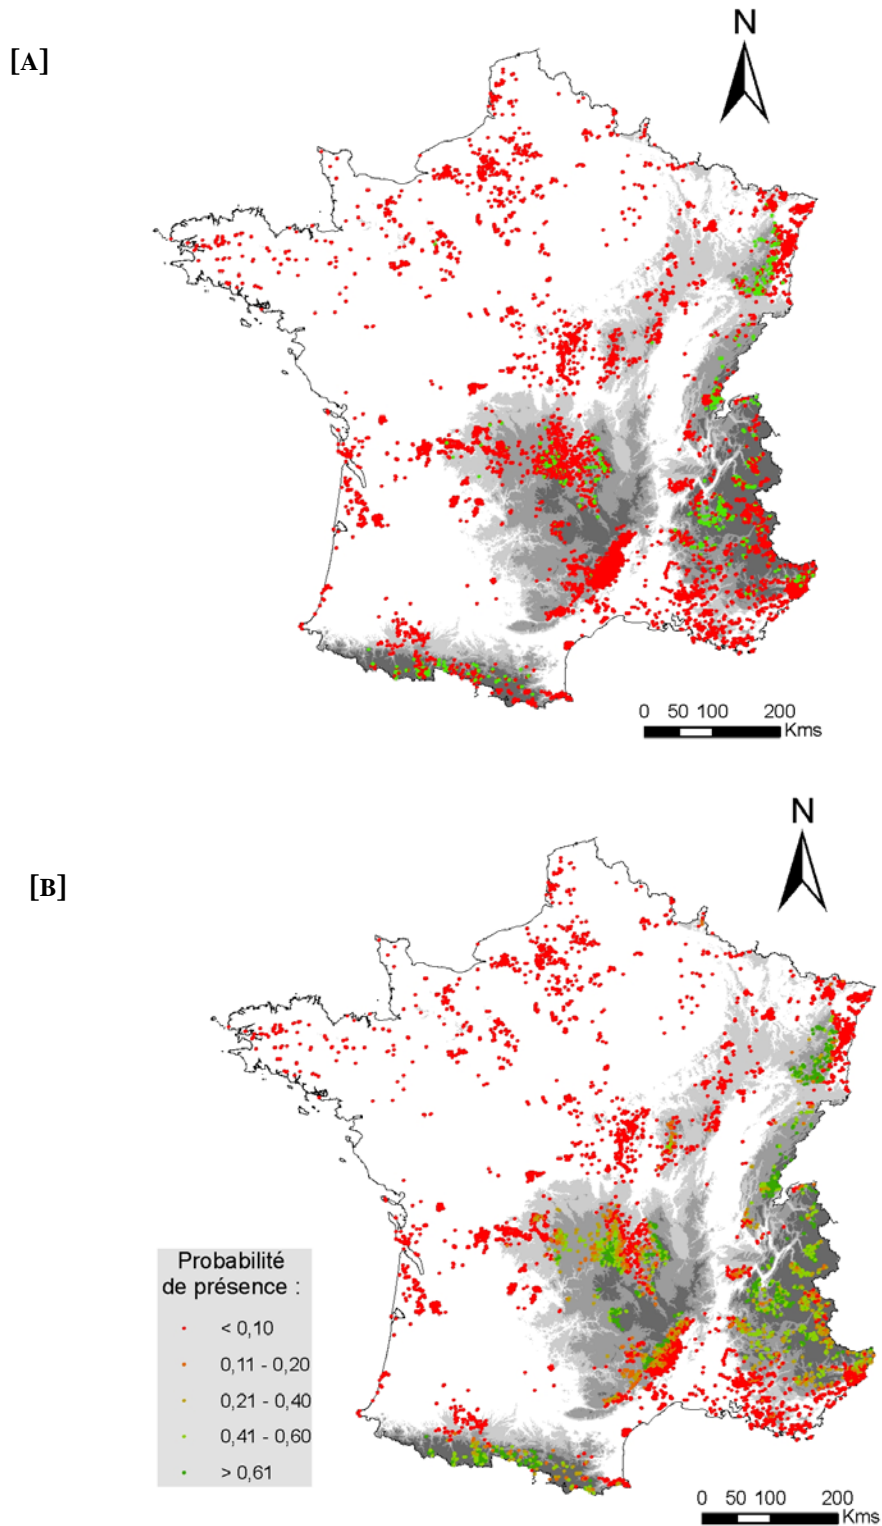 [A]
N
0 50 100 200
Kms
[B]
N
Probabilité
de présence :
< 0,10
0,11 - 0,20
0,21 - 0,40
0,41 - 0,60
> 0,61
0 50 100 200
Kms